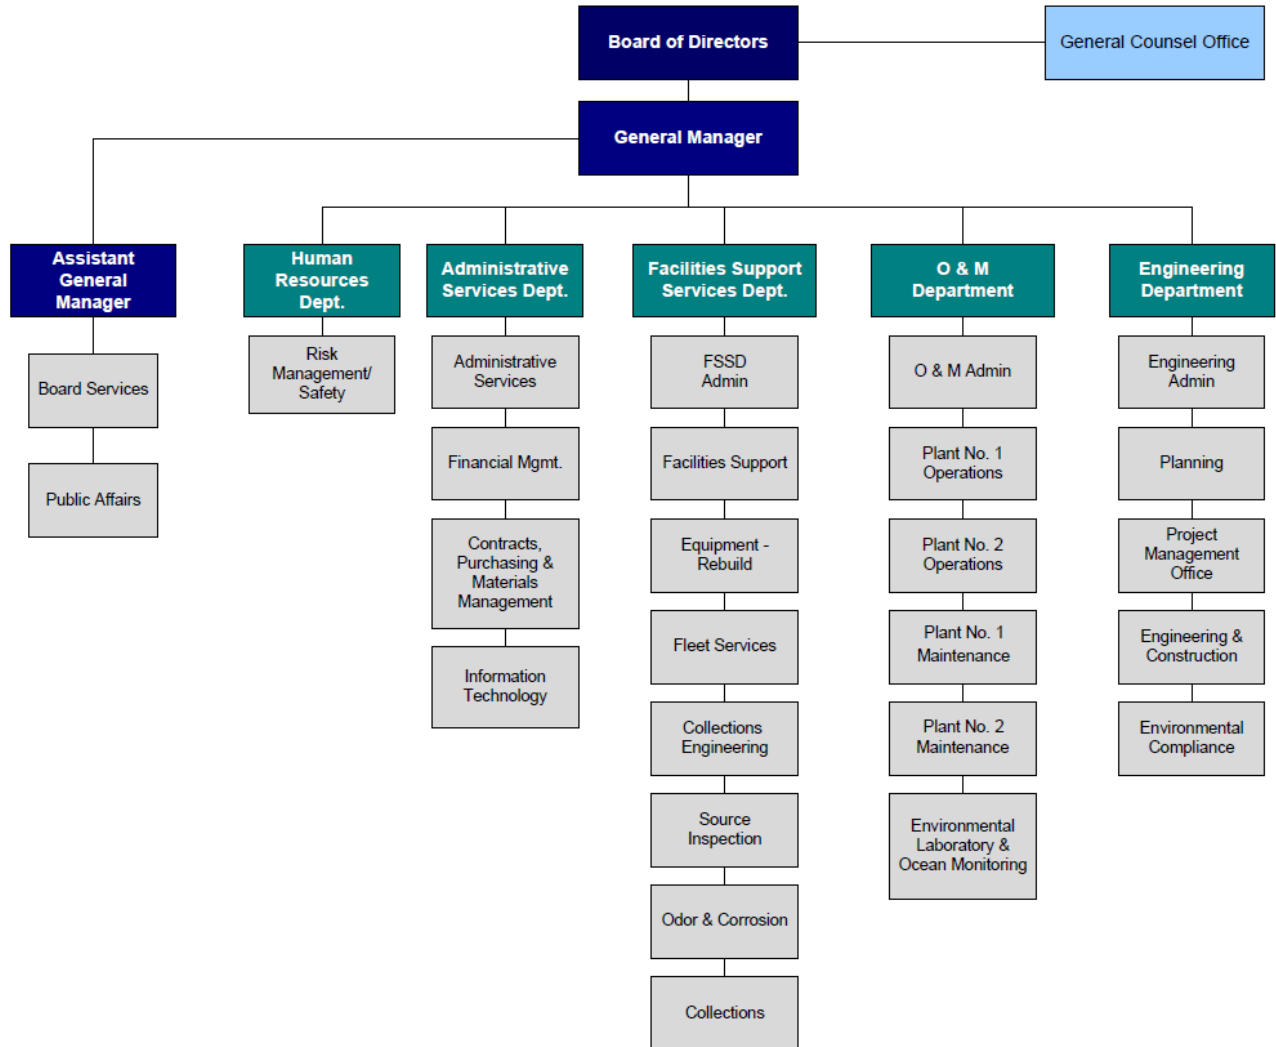 Board of Directors
General Counsel Office
General Manager
Assistant
General
Manager
Human
Resources
Dept.
Administrative
Services Dept.
Facilities Support
Services Dept.
O & M
Department
Engineering
Department
Board Services
Public Affairs
Risk
Management/
Safety
Administrative
Services
Financial Mgmt.
Contracts,
Purchasing &
Materials
Management
Information
Technology
FSSD
Admin
Facilities Support
Equipment -
Rebuild
Fleet Services
Collections
Engineering
Source
Inspection
Odor & Corrosion
Collections
O & M Admin
Plant No. 1
Operations
Plant No. 2
Operations
Plant No. 1
Maintenance
Plant No. 2
Maintenance
Environmental
Laboratory &
Ocean Monitoring
Engineering
Admin
Planning
Project
Management
Office
Engineering &
Construction
Environmental
Compliance